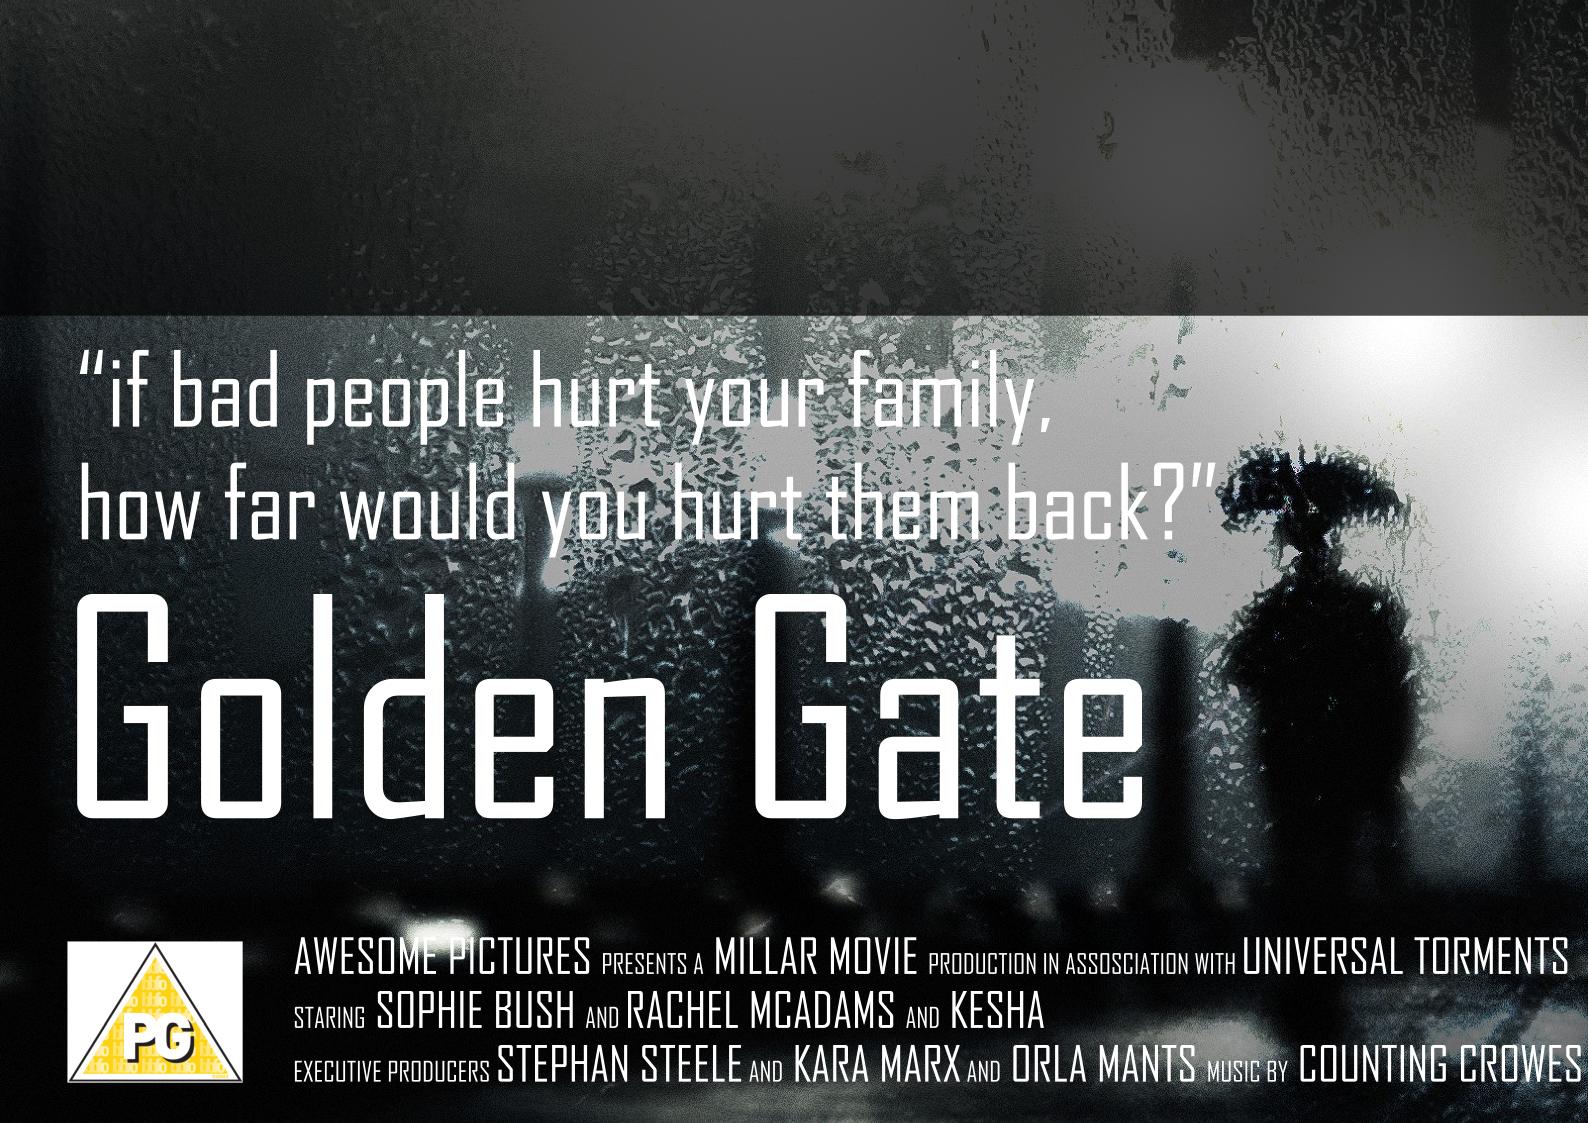 “if bad people hurt your family,
how far would you hurt them back?”
Golden Gate
AWESOME PICTURES PRESENTS A MILLAR MOVIE PRODUCTION IN ASSOSCIATION WITH UNIVERSAL TORMENTS
STARING SOPHIE BUSH AND RACHEL MCADAMS AND KESHA
EXECUTIVE PRODUCERS STEPHAN STEELE AND KARA MARX AND ORLA MANTS MUSIC BY COUNTING CROWES
PG